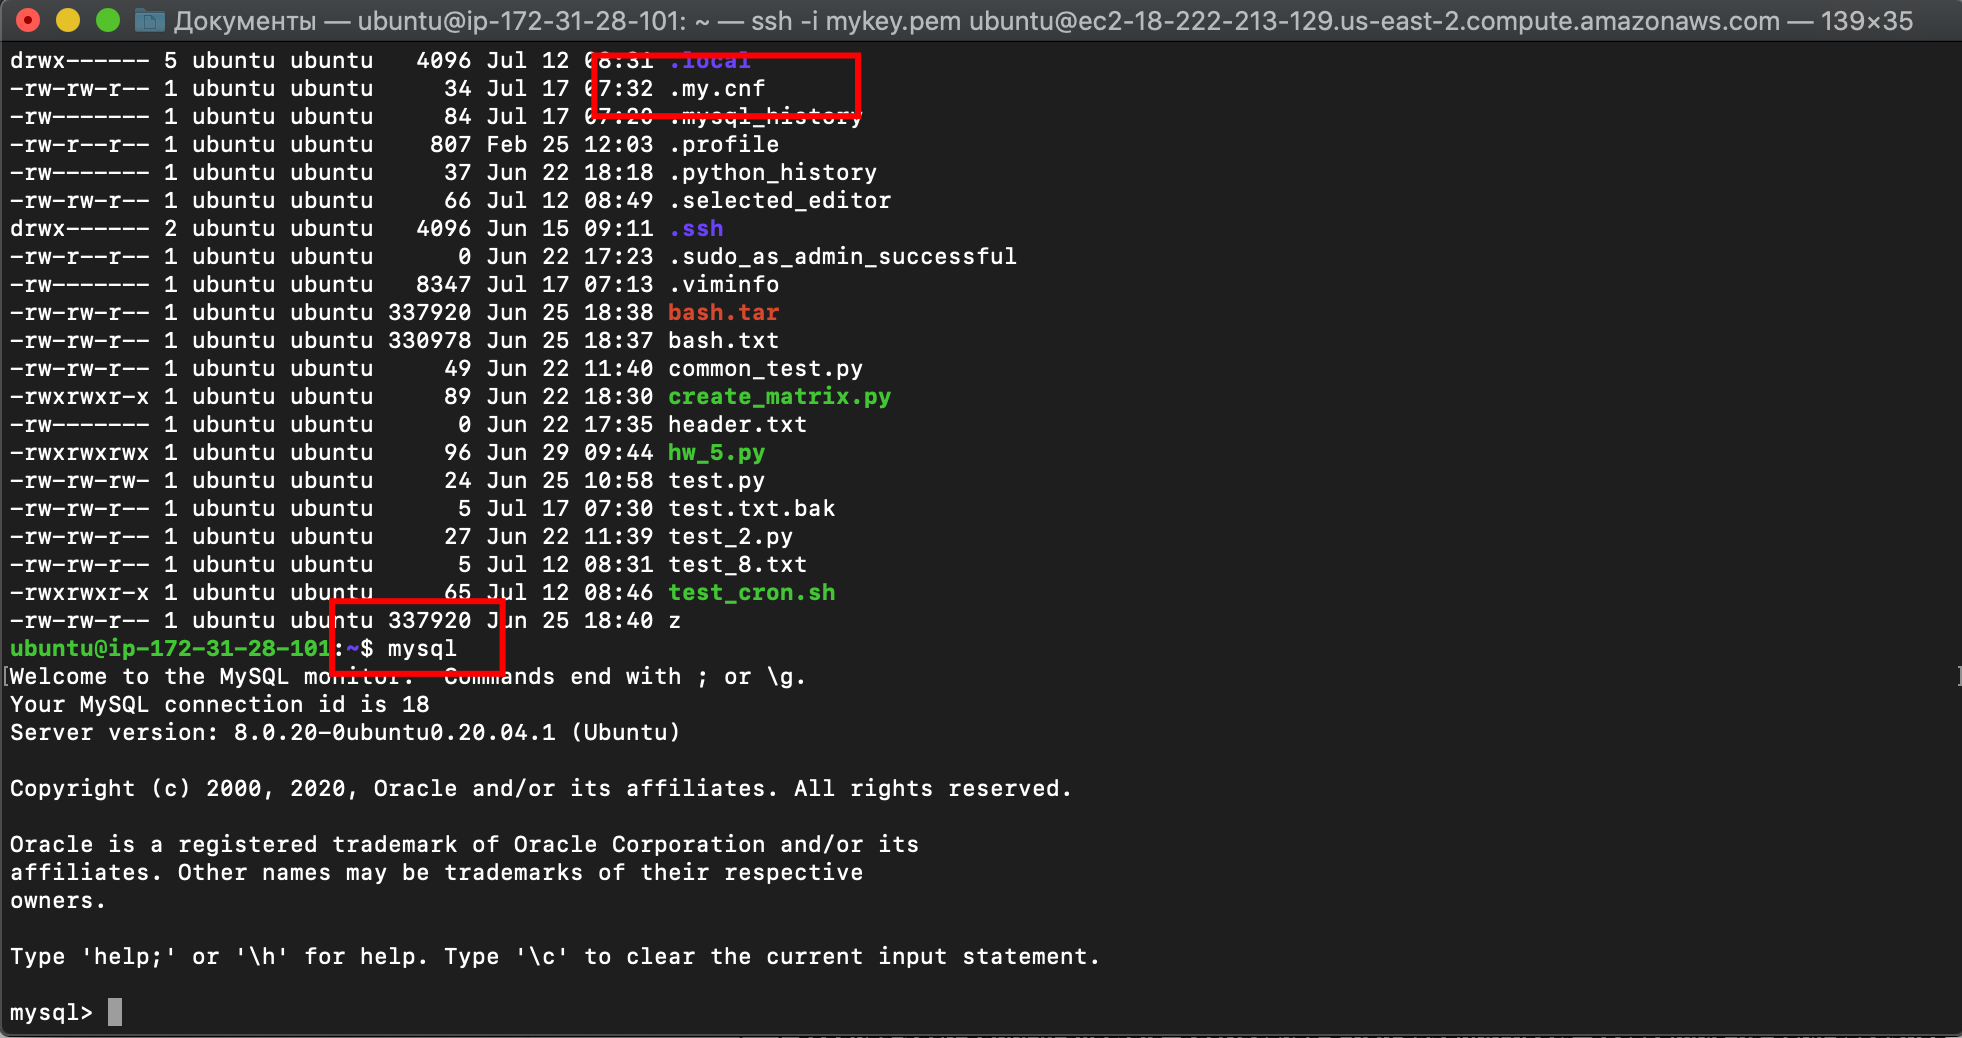 Документы — ubuntu@ip-172-31-28-101: ~ — ssh -i mykey.pem ubuntu@ec2-18-222-213-129.us-east-2.compute.amazonaws.com — 139×35
drwx------ 5 ubuntu ubuntu   4096 Jul 12 08:31 .local
-rw-rw-r-- 1 ubuntu ubuntu     34 Jul 17 07:32 .my.cnf
-rw------- 1 ubuntu ubuntu     84 Jul 17 07:20 .mysql_history
-rw-r--r-- 1 ubuntu ubuntu    807 Feb 25 12:03 .profile
-rw------- 1 ubuntu ubuntu     37 Jun 22 18:18 .python_history
-rw-rw-r-- 1 ubuntu ubuntu     66 Jul 12 08:49 .selected_editor
drwx------ 2 ubuntu ubuntu   4096 Jun 15 09:11 .ssh
-rw-r--r-- 1 ubuntu ubuntu      0 Jun 22 17:23 .sudo_as_admin_successful
-rw------- 1 ubuntu ubuntu   8347 Jul 17 07:13 .viminfo
-rw-rw-r-- 1 ubuntu ubuntu 337920 Jun 25 18:38 bash.tar
-rw-rw-r-- 1 ubuntu ubuntu 330978 Jun 25 18:37 bash.txt
-rw-rw-r-- 1 ubuntu ubuntu     49 Jun 22 11:40 common_test.py
-rwxrwxr-x 1 ubuntu ubuntu     89 Jun 22 18:30 create_matrix.py
-rw------- 1 ubuntu ubuntu      0 Jun 22 17:35 header.txt
-rwxrwxrwx 1 ubuntu ubuntu     96 Jun 29 09:44 hw_5.py
-rw-rw-rw- 1 ubuntu ubuntu     24 Jun 25 10:58 test.py
-rw-rw-r-- 1 ubuntu ubuntu      5 Jul 17 07:30 test.txt.bak
-rw-rw-r-- 1 ubuntu ubuntu     27 Jun 22 11:39 test_2.py
-rw-rw-r-- 1 ubuntu ubuntu      5 Jul 12 08:31 test_8.txt
-rwxrwxr-x 1 ubuntu ubuntu     65 Jul 12 08:46 test_cron.sh
-rw-rw-r-- 1 ubuntu ubuntu 337920 Jun 25 18:40 z
ubuntu@ip-172-31-28-101:~$ mysql
Welcome to the MySQL monitor.  Commands end with ; or \g.
Your MySQL connection id is 18
Server version: 8.0.20-0ubuntu0.20.04.1 (Ubuntu)
Copyright (c) 2000, 2020, Oracle and/or its affiliates. All rights reserved.
Oracle is a registered trademark of Oracle Corporation and/or its
affiliates. Other names may be trademarks of their respective
owners.
Type 'help;' or '\h' for help. Type '\c' to clear the current input statement.
mysql>